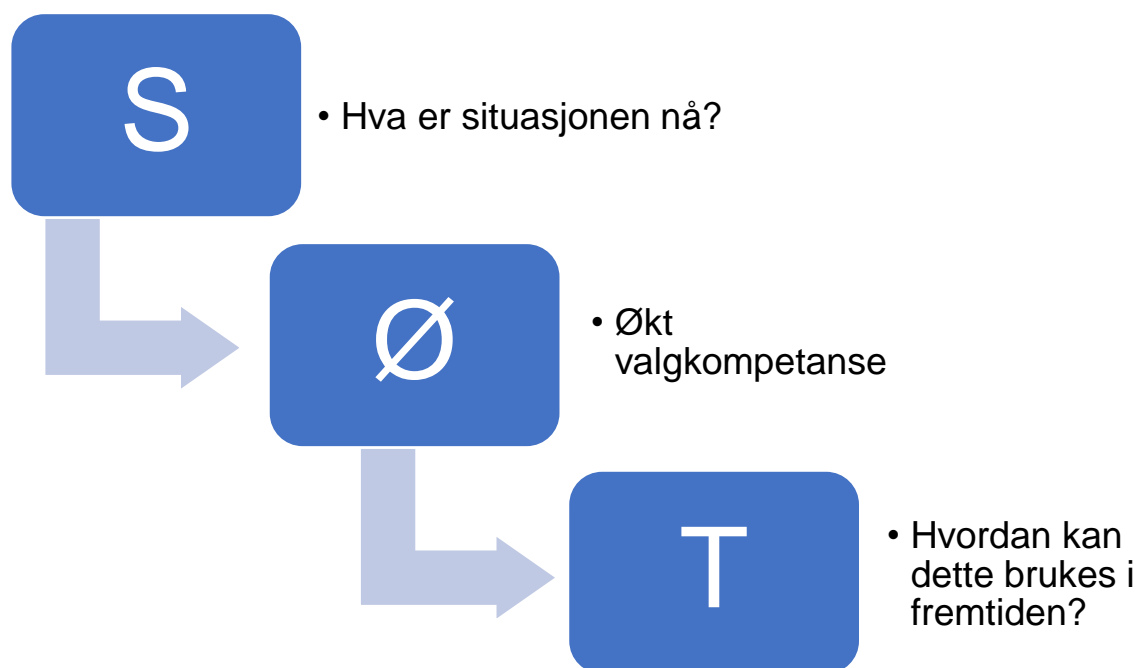 S
• Hva er situasjonen nå?
Ø
• Økt
valgkompetanse
T
• Hvordan kan
dette brukes i
fremtiden?